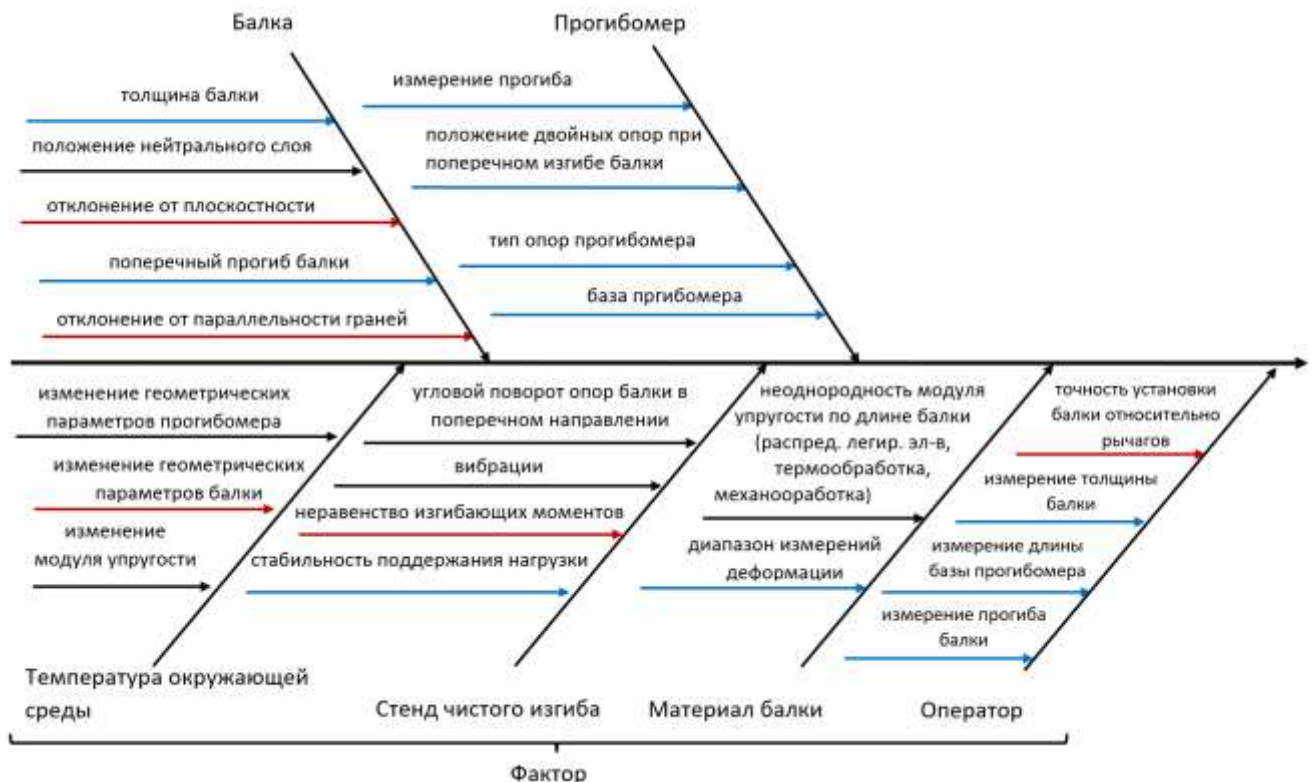 Балка
толщина балки
положение нейтрального слоя
отклонение от плоскостности
поперечный прогиб балки
отклонение от параллельности граней
Прогибомер
измерение прогиба
положение двойных опор при
поперечном изгибе балки
тип опор прогибомера
база пргибомера
изменение геометрических
параметров прогибомера
изменение геометрических
параметров балки
изменение
модуля упругости
Температура окружающей
среды
угловой поворот опор балки в
поперечном направлении
вибрации
неравенство изгибающих моментов
стабильность поддержания нагрузки
Стенд чистого изгиба
неоднородность модуля
упругости по длине балки
(распред. легир. эл-в,
термообработка,
механооработка)
диапазон измерений
деформации
Материал балки
точность установки
балки относительно
рычагов
измерение толщины
балки
измерение длины
базы прогибомера
измерение прогиба
балки
Оператор
Фактор